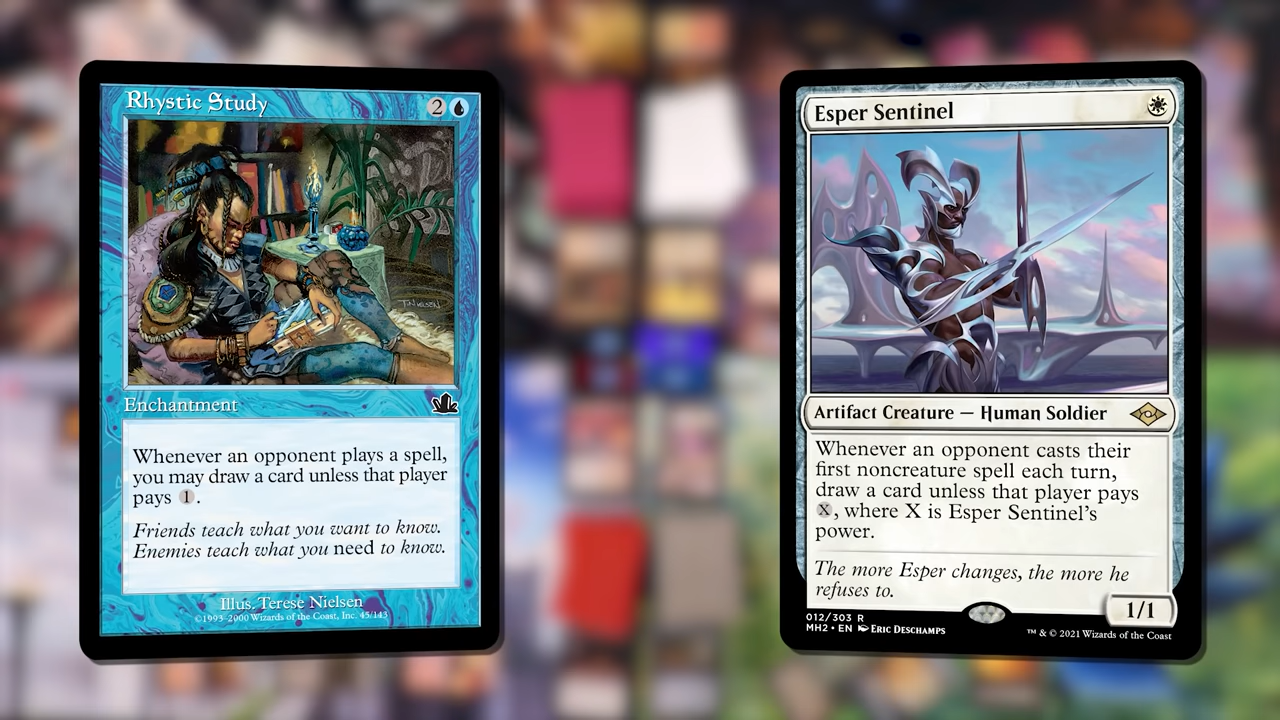 Rhystic Study
2
Enchantment
Whenever an opponent plays a spell,
you may draw a card unless that player
pays 1.
Friends teach what you want to know.
Enemies teach what you need to know.
T. NIELSEN
Illus. Terese Nielsen
©1993-2000 Wizards of the Coast, Inc. 45/143
Esper Sentinel
Artifact Creature — Human Soldier
Whenever an opponent casts their
first noncreature spell each turn,
draw a card unless that player pays
X, where X is Esper Sentinel's
power.
The more Esper changes, the more he
refuses to.
1/1
012/303 R
MH2 • EN ERIC DESCHAMPS
™ & © 2021 Wizards of the Coast